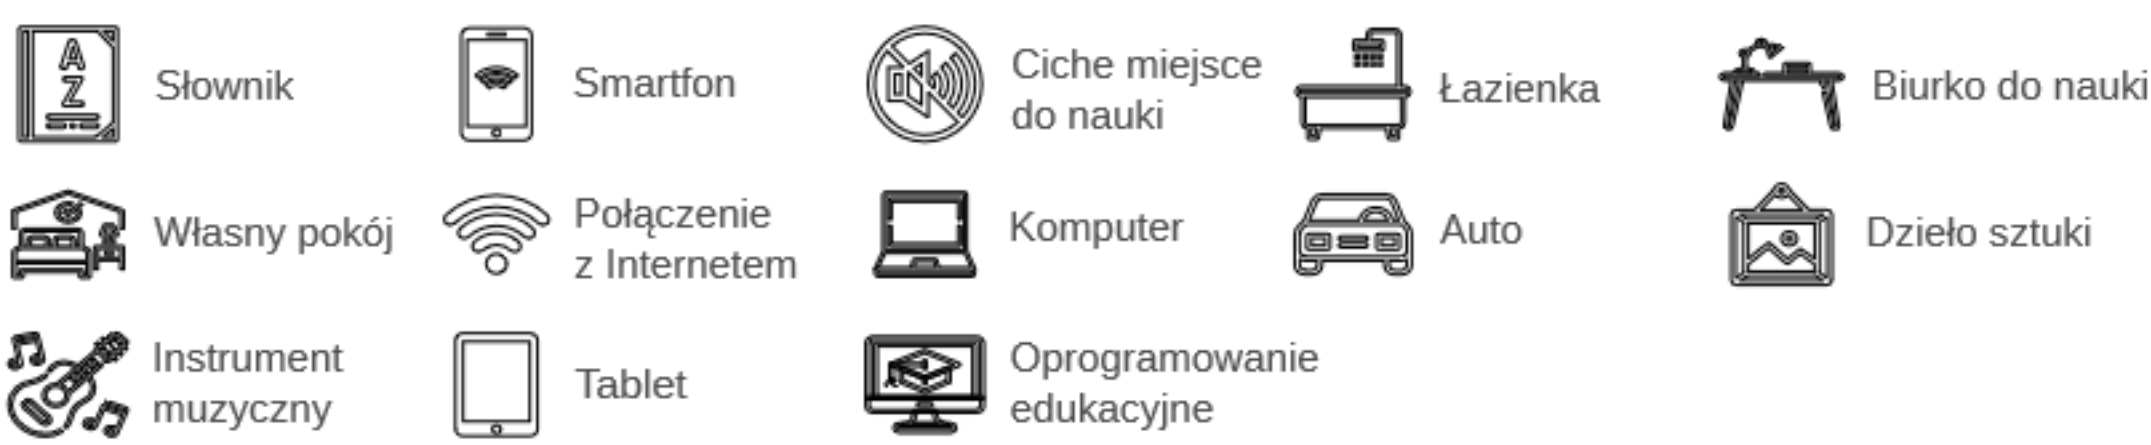 A
Z
Słownik
Smartfon
Ciche miejsce
do nauki
Łazienka
Biurko do nauki
Własny pokój
Połączenie
z Internetem
Komputer
Auto
Dzieło sztuki
Instrument
muzyczny
Tablet
Oprogramowanie
edukacyjne